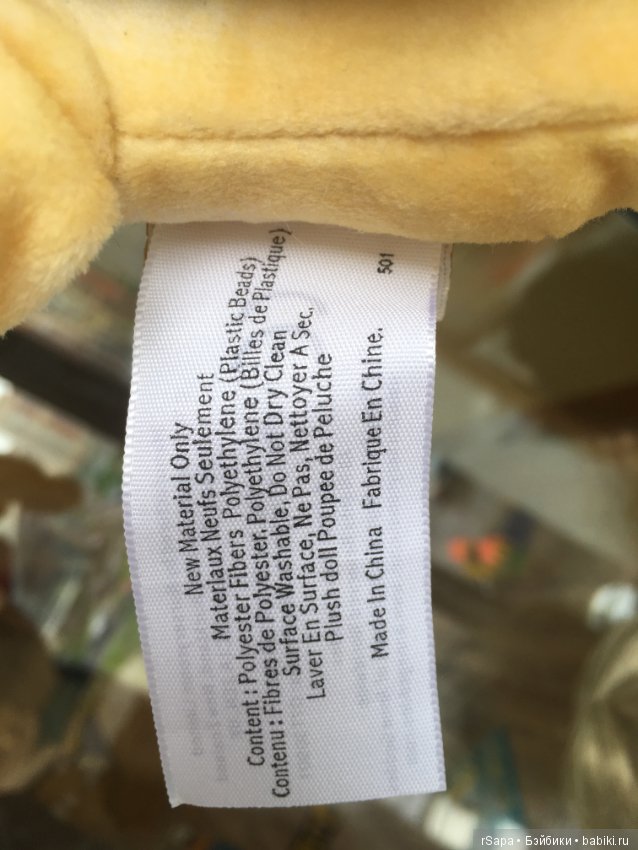 New Material Only
Materiaux Neufs Seulement
Content : Polyester Fibers Polyethylene (Plastic Beads)
Contenu : Fibres de Polyester. Polyethylene (Billes de Plastique)
Surface Washable, Do Not Dry Clean
Laver En Surface, Ne Pas, Nettoyer A Sec.
Plush doll Poupee de Peluche
Made In China Fabrique En Chine.
501
rSapa • Бэйбики • babiki.ru